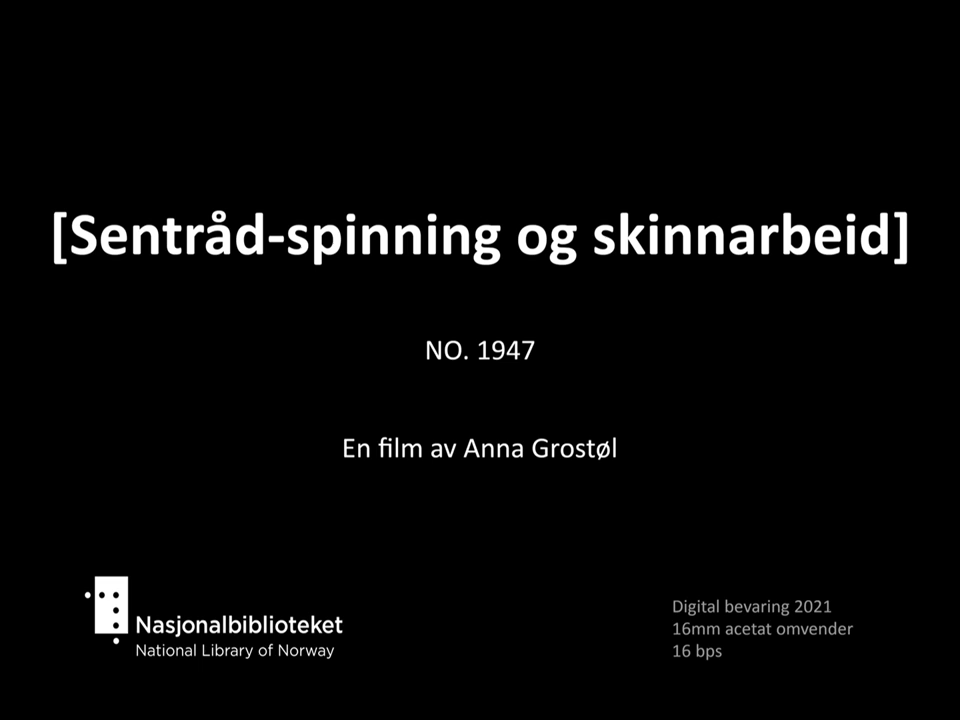 [Sentråd-spinning og skinnarbeid]
NO. 1947
En film av Anna Grostøl
Nasjonalbiblioteket
National Library of Norway
Digital bevaring 2021
16mm acetat omvender
16 bps